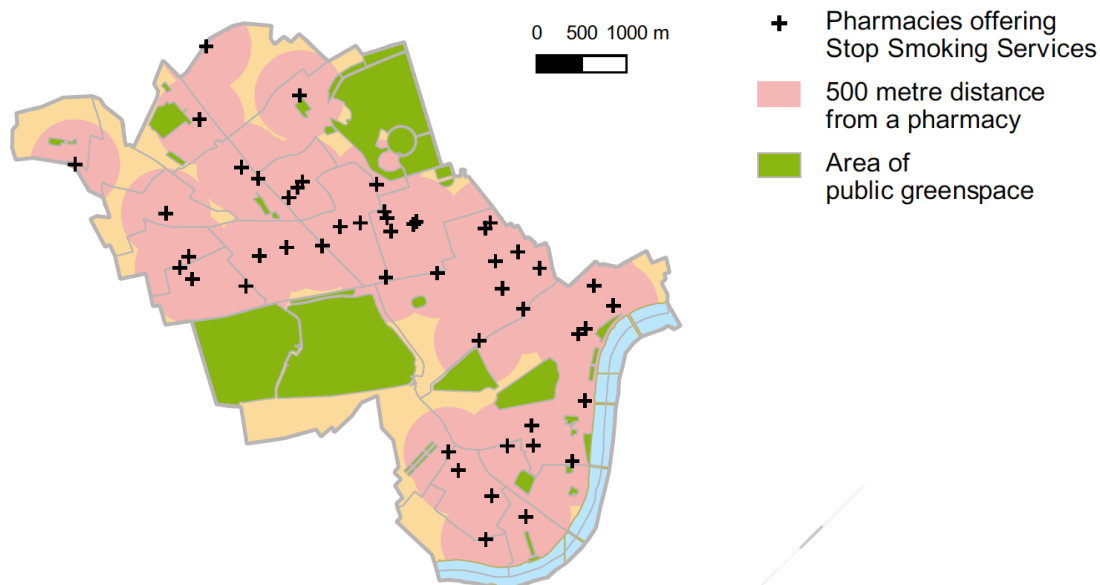 0 500 1000 m
Pharmacies offering
Stop Smoking Services
500 metre distance
from a pharmacy
Area of
public greenspace